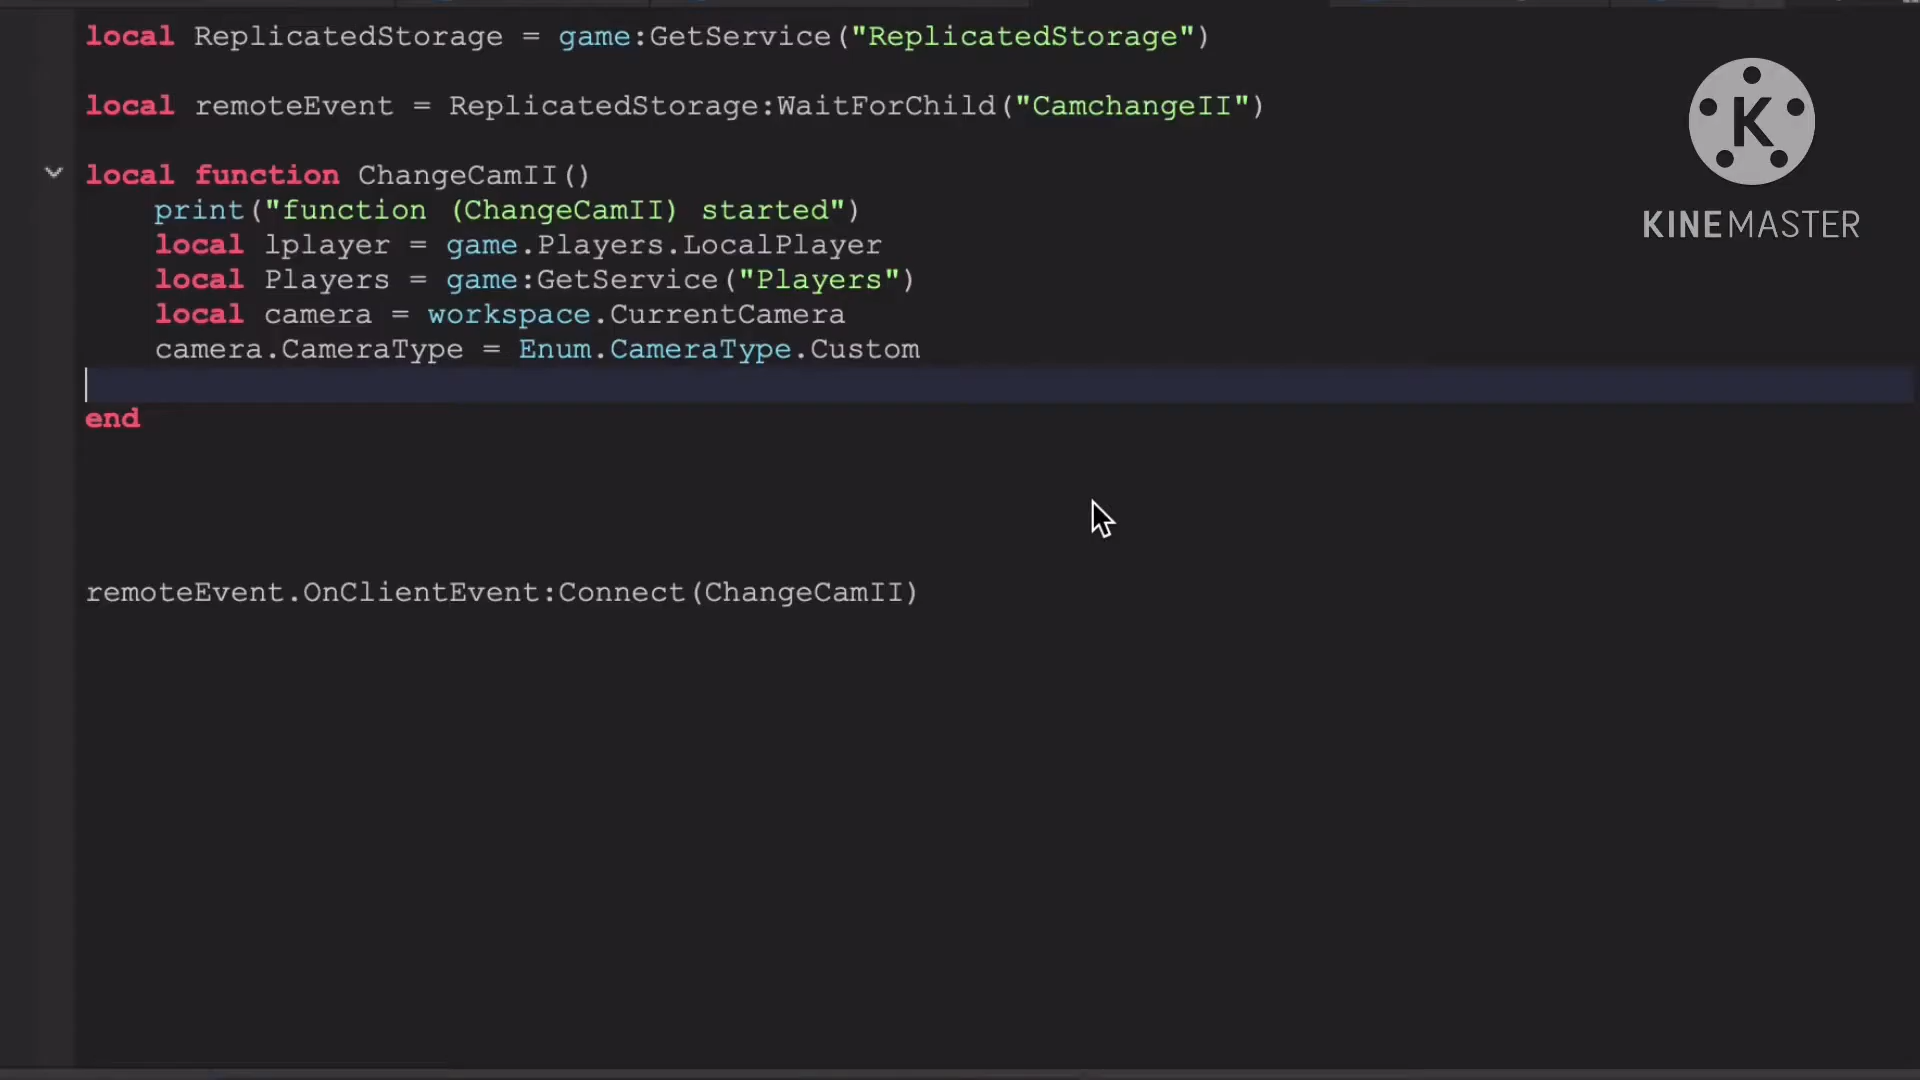 local ReplicatedStorage = game:GetService("ReplicatedStorage")
local remoteEvent = ReplicatedStorage:WaitForChild("CamchangeII")
local function ChangeCamII()
print("function (ChangeCamII) started")
local lplayer = game.Players.LocalPlayer
local Players = game:GetService("Players")
local camera = workspace.CurrentCamera
camera.CameraType = Enum.CameraType.Custom
end
remoteEvent.OnClientEvent:Connect(ChangeCamII)
K
KINEMASTER